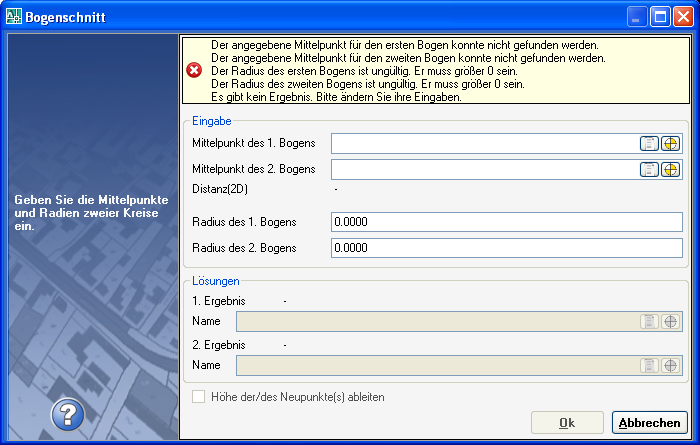 Bogenschnitt
Der angegebene Mittelpunkt für den ersten Bogen konnte nicht gefunden werden.
Der angegebene Mittelpunkt für den zweiten Bogen konnte nicht gefunden werden.
Der Radius des ersten Bogens ist ungültig. Er muss größer 0 sein.
Der Radius des zweiten Bogens ist ungültig. Er muss größer 0 sein.
Es gibt kein Ergebnis. Bitte ändern Sie ihre Eingaben.
Geben Sie die Mittelpunkte
und Radien zweier Kreise
ein.
Eingabe
Mittelpunkt des 1. Bogens
Mittelpunkt des 2. Bogens
Distanz(2D) -
Radius des 1. Bogens 0.0000
Radius des 2. Bogens 0.0000
Lösungen
1. Ergebnis -
Name
2. Ergebnis -
Name
Höhe der/des Neupunkte(s) ableiten
Ok Abbrechen